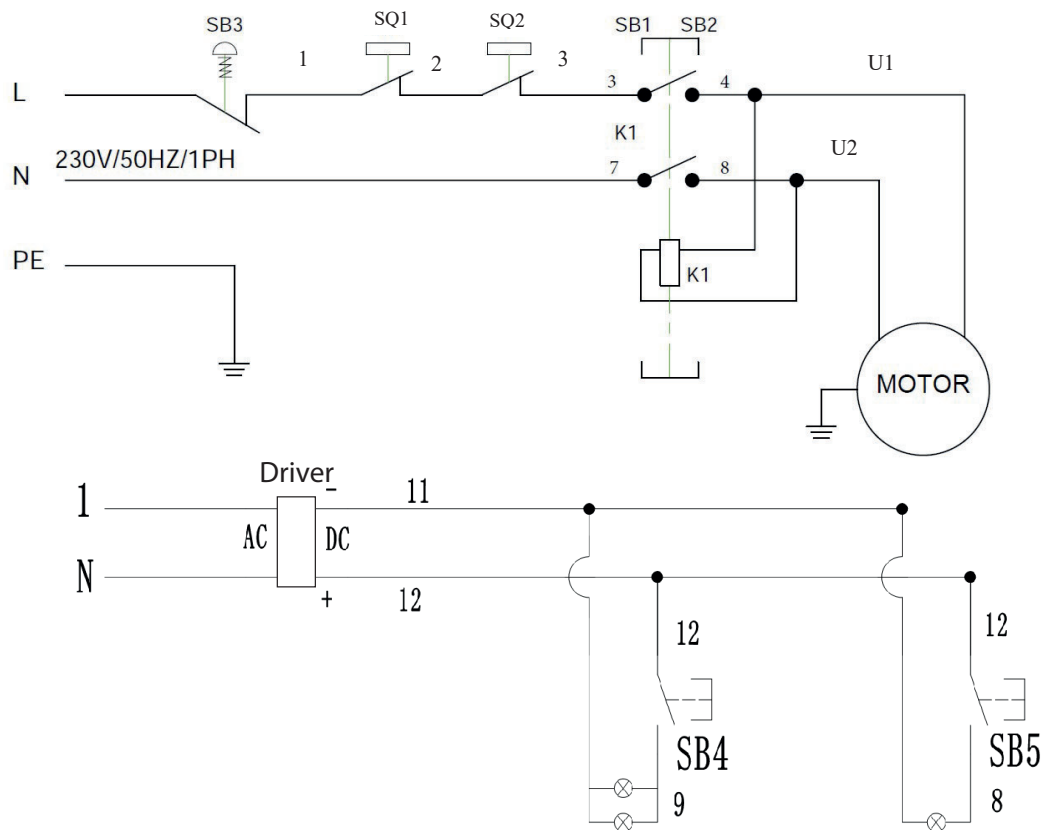 SB3 SQ1 SQ2 SB1 SB2
1 2 3 U1
L 3 4
K1
230V/50HZ/1PH U2
N 7 8
PE
K1
MOTOR
Driver
- 11
1
AC DC
N
+ 12
12 12
SB4 SB5
9 8